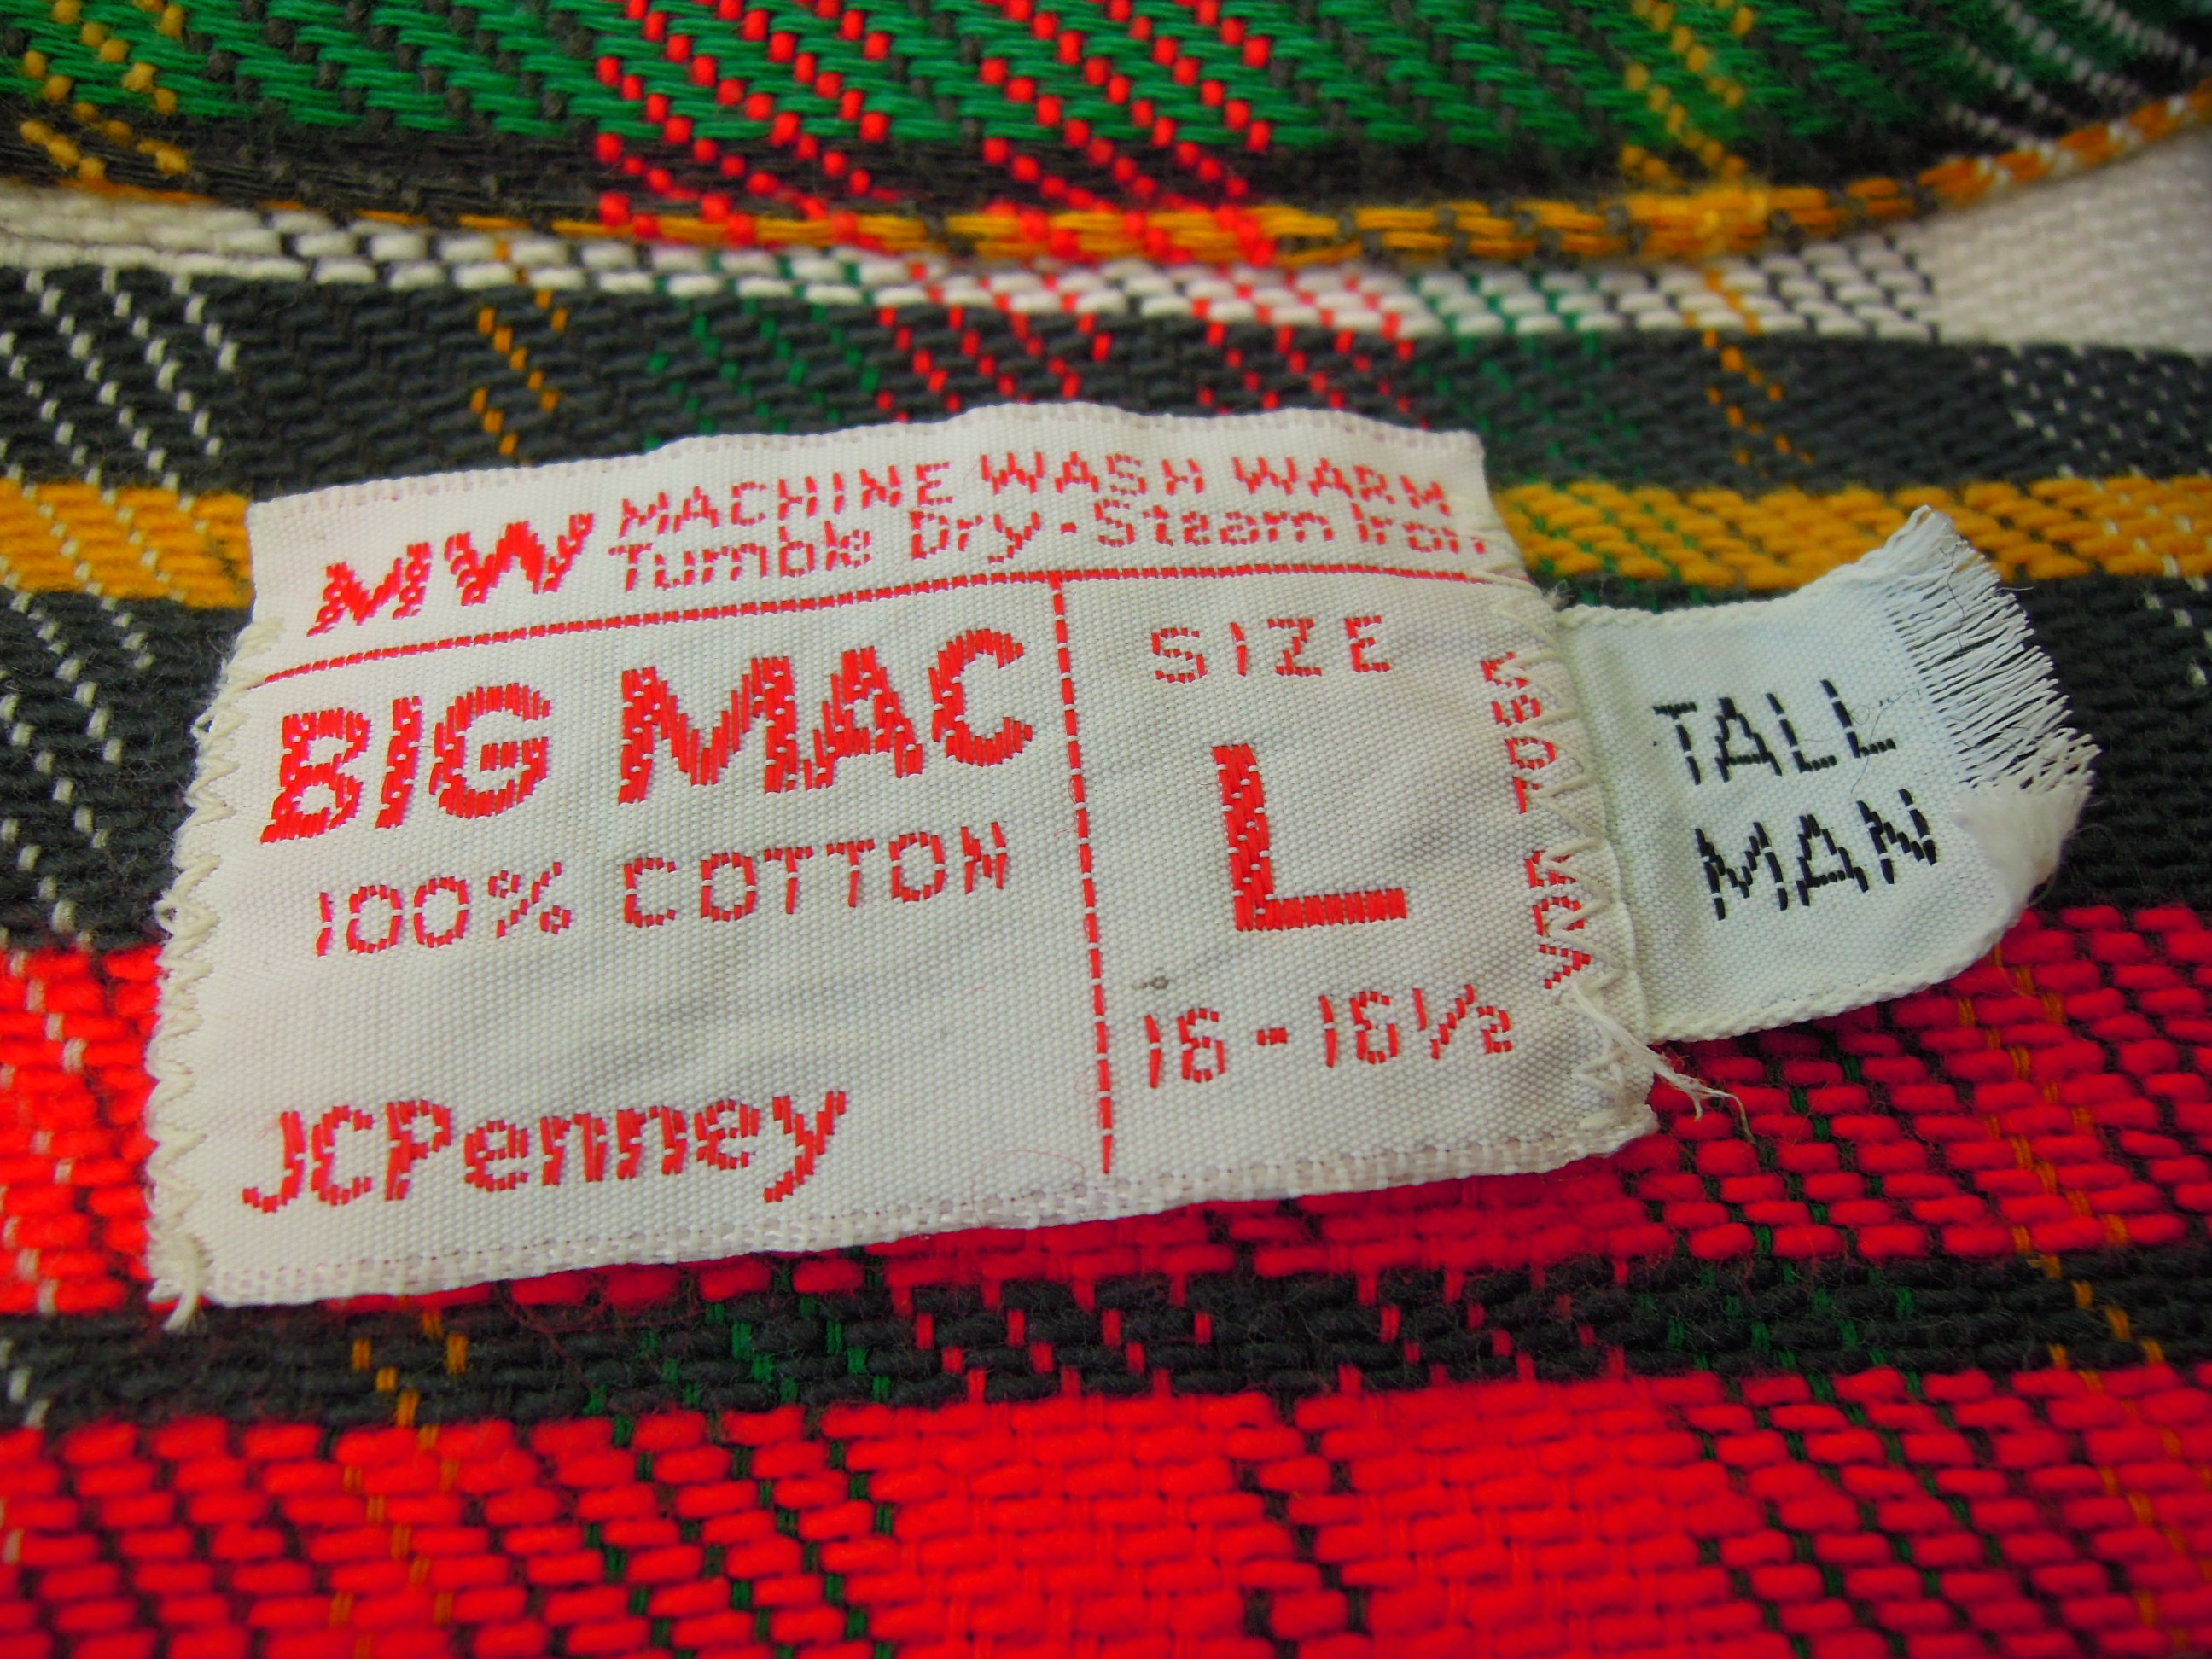 MW MACHINE WASH WARM
Tumble Dry-Steam Iron
BIG MAC
100% COTTON
JCPenney
SIZE
L
16-16½
TALL
MAN